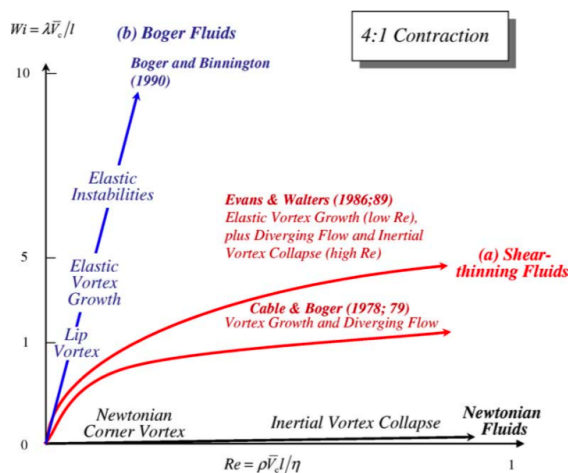 Wi = λV̄c/l
(b) Boger Fluids
4:1 Contraction
Boger and Binnington
(1990)
10
Elastic
Instabilities
Evans & Walters (1986;89)
Elastic Vortex Growth (low Re),
plus Diverging Flow and Inertial
Vortex Collapse (high Re)
5
(a) Shear-
thinning Fluids
Elastic
Vortex
Growth
Cable & Boger (1978; 79)
Vortex Growth and Diverging Flow
1
Lip
Vortex
Newtonian
Corner Vortex
Inertial Vortex Collapse
Newtonian
Fluids
0
Re = ρV̄cl/η
1